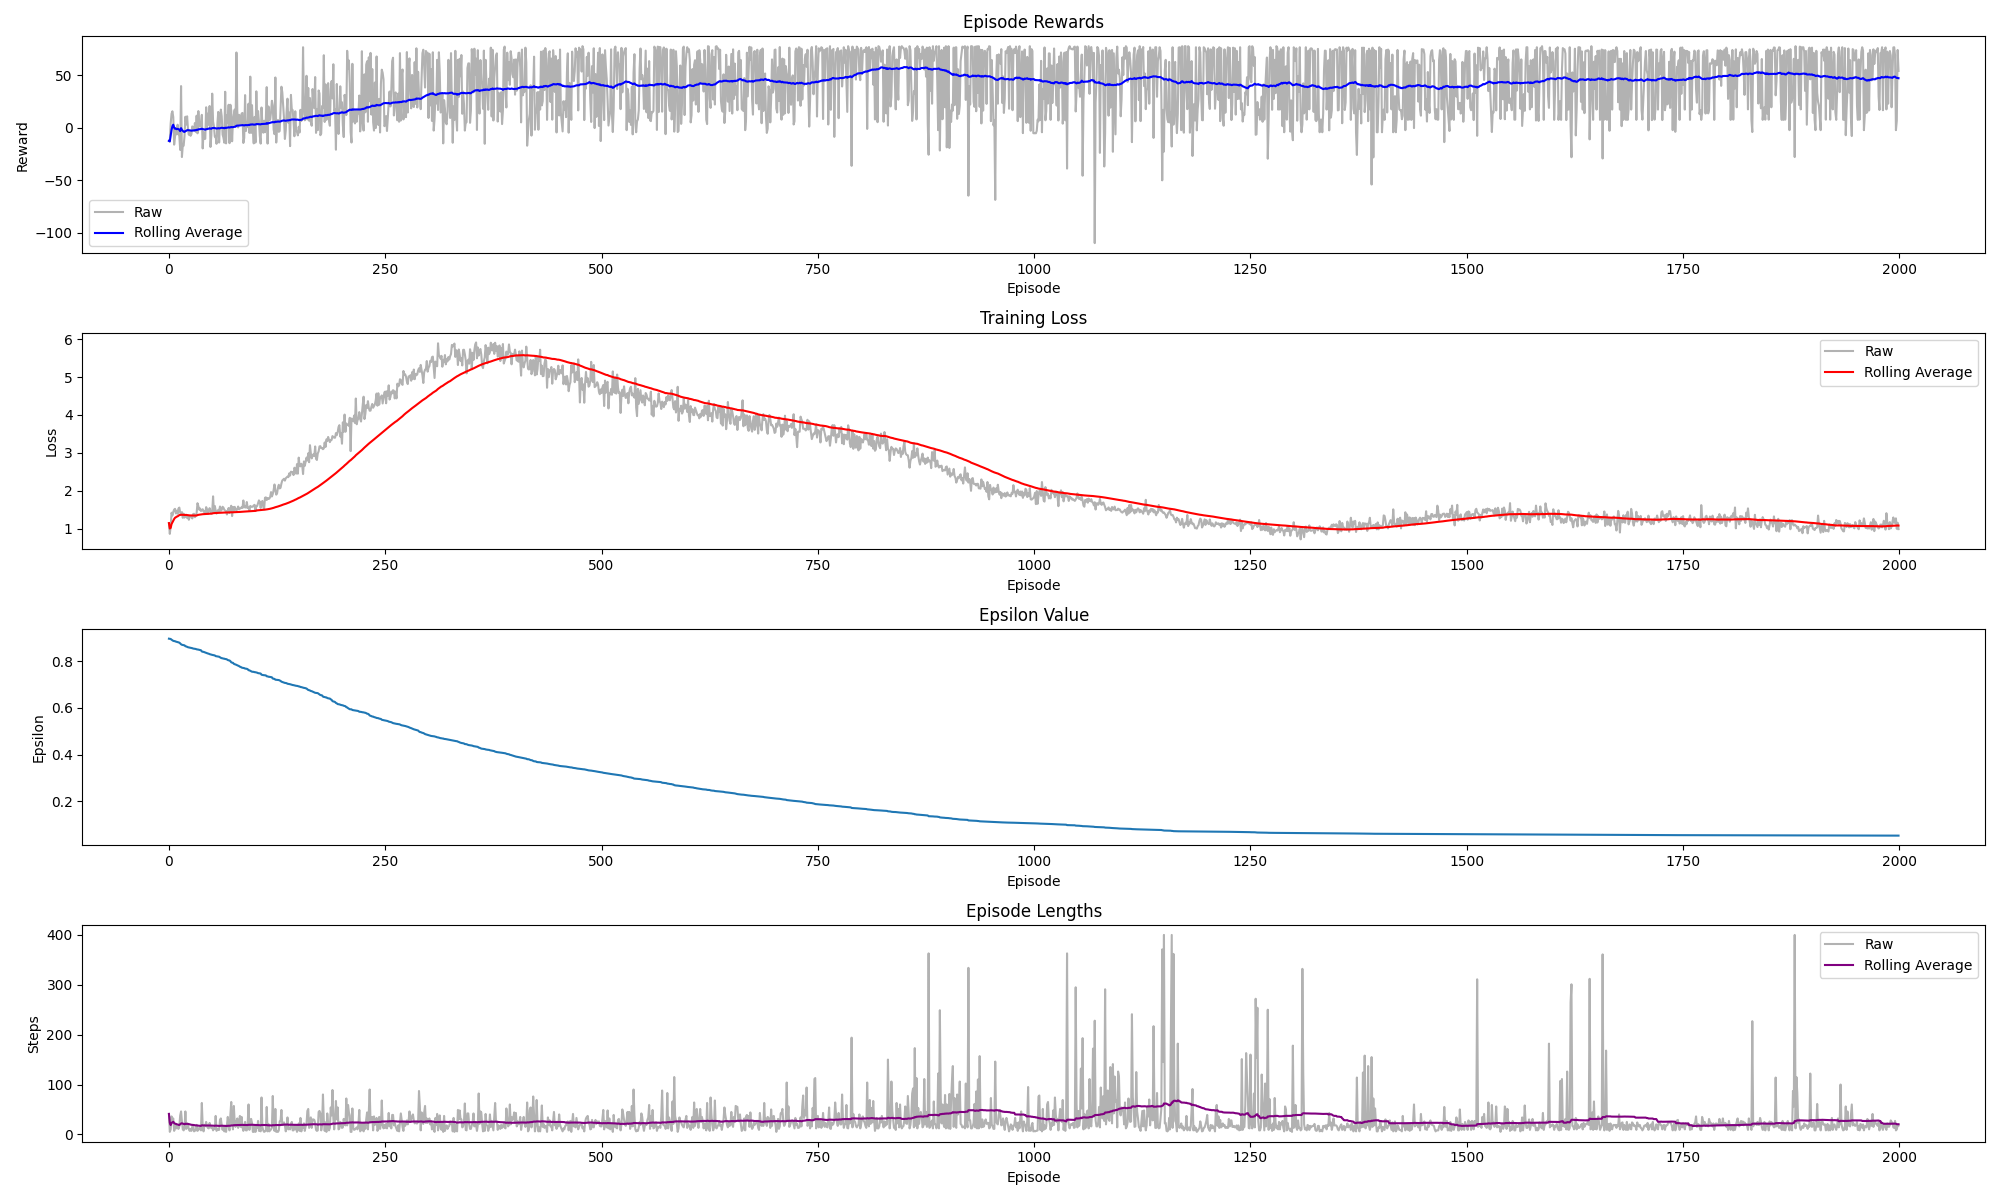 Episode Rewards
Reward
50
0
−50
−100
Raw
Rolling Average
0 250 500 750 1000 1250 1500 1750 2000
Episode
Training Loss
Loss
6
5
4
3
2
1
Raw
Rolling Average
0 250 500 750 1000 1250 1500 1750 2000
Episode
Epsilon Value
Epsilon
0.8
0.6
0.4
0.2
0 250 500 750 1000 1250 1500 1750 2000
Episode
Episode Lengths
Steps
400
300
200
100
0
Raw
Rolling Average
0 250 500 750 1000 1250 1500 1750 2000
Episode